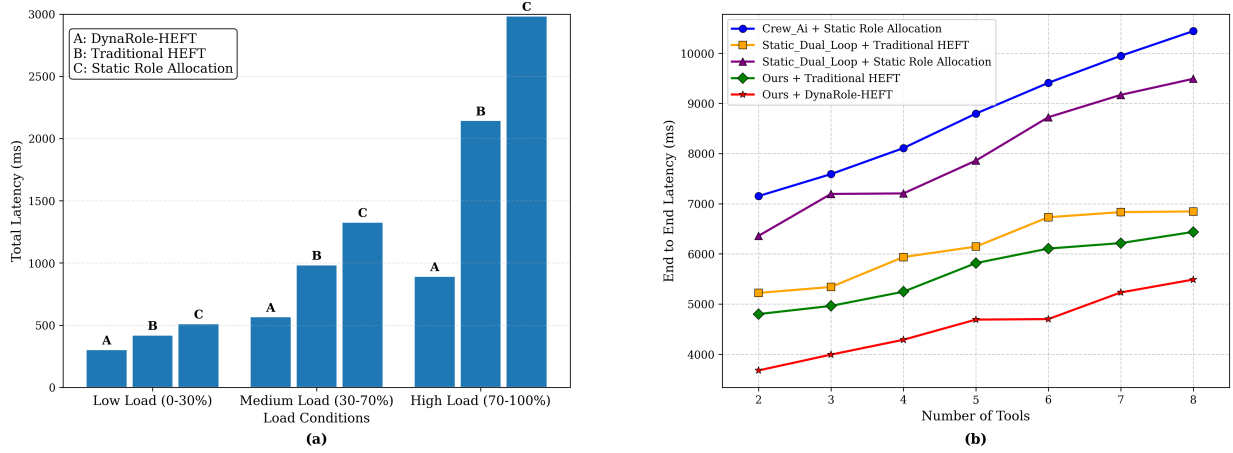 3000
2500
2000
1500
1000
500
0
Total Latency (ms)
A: DynaRole-HEFT
B: Traditional HEFT
C: Static Role Allocation
A
B
C
A
B
C
A
B
C
Low Load (0-30%)
Medium Load (30-70%)
High Load (70-100%)
Load Conditions
(a)
10000
9000
8000
7000
6000
5000
4000
End to End Latency (ms)
Crew_Ai + Static Role Allocation
Static_Dual_Loop + Traditional HEFT
Static_Dual_Loop + Static Role Allocation
Ours + Traditional HEFT
Ours + DynaRole-HEFT
2
3
4
5
6
7
8
Number of Tools
(b)